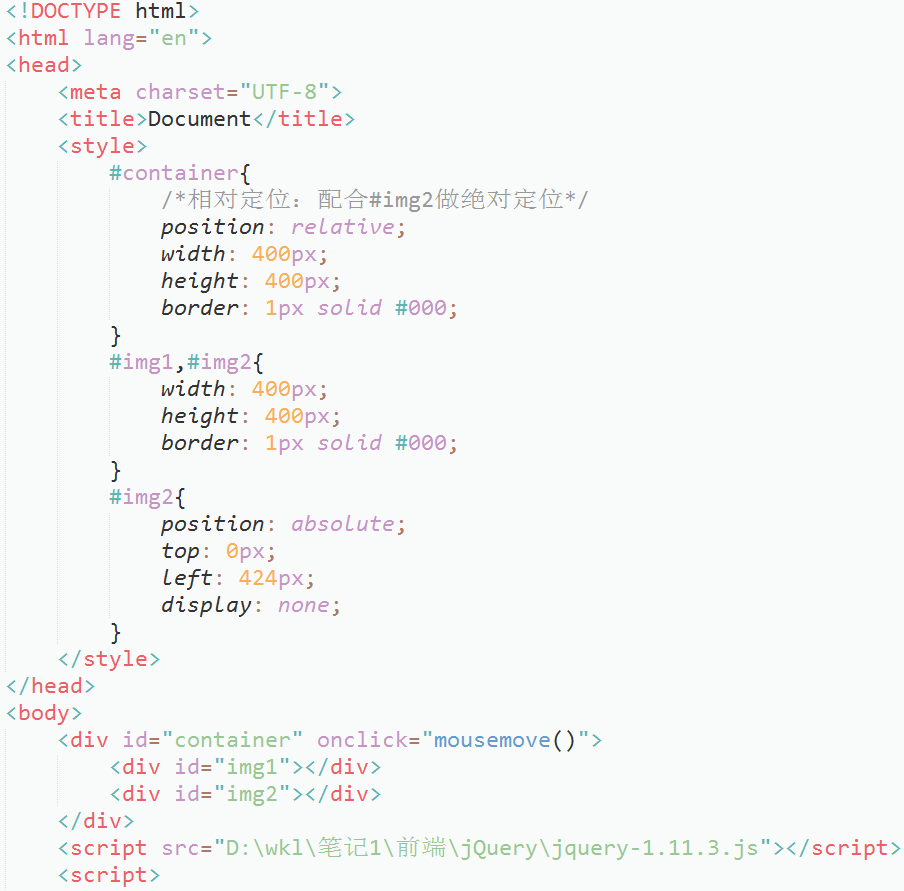 <!DOCTYPE html>
<html lang="en">
<head>
    <meta charset="UTF-8">
    <title>Document</title>
    <style>
        #container{
            /*相对定位：配合#img2做绝对定位*/
            position: relative;
            width: 400px;
            height: 400px;
            border: 1px solid #000;
        }
        #img1,#img2{
            width: 400px;
            height: 400px;
            border: 1px solid #000;
        }
        #img2{
            position: absolute;
            top: 0px;
            left: 424px;
            display: none;
        }
    </style>
</head>
<body>
    <div id="container" onclick="mousemove()">
        <div id="img1"></div>
        <div id="img2"></div>
    </div>
    <script src="D:\wkl\笔记1\前端\jQuery\jquery-1.11.3.js"></script>
    <script>